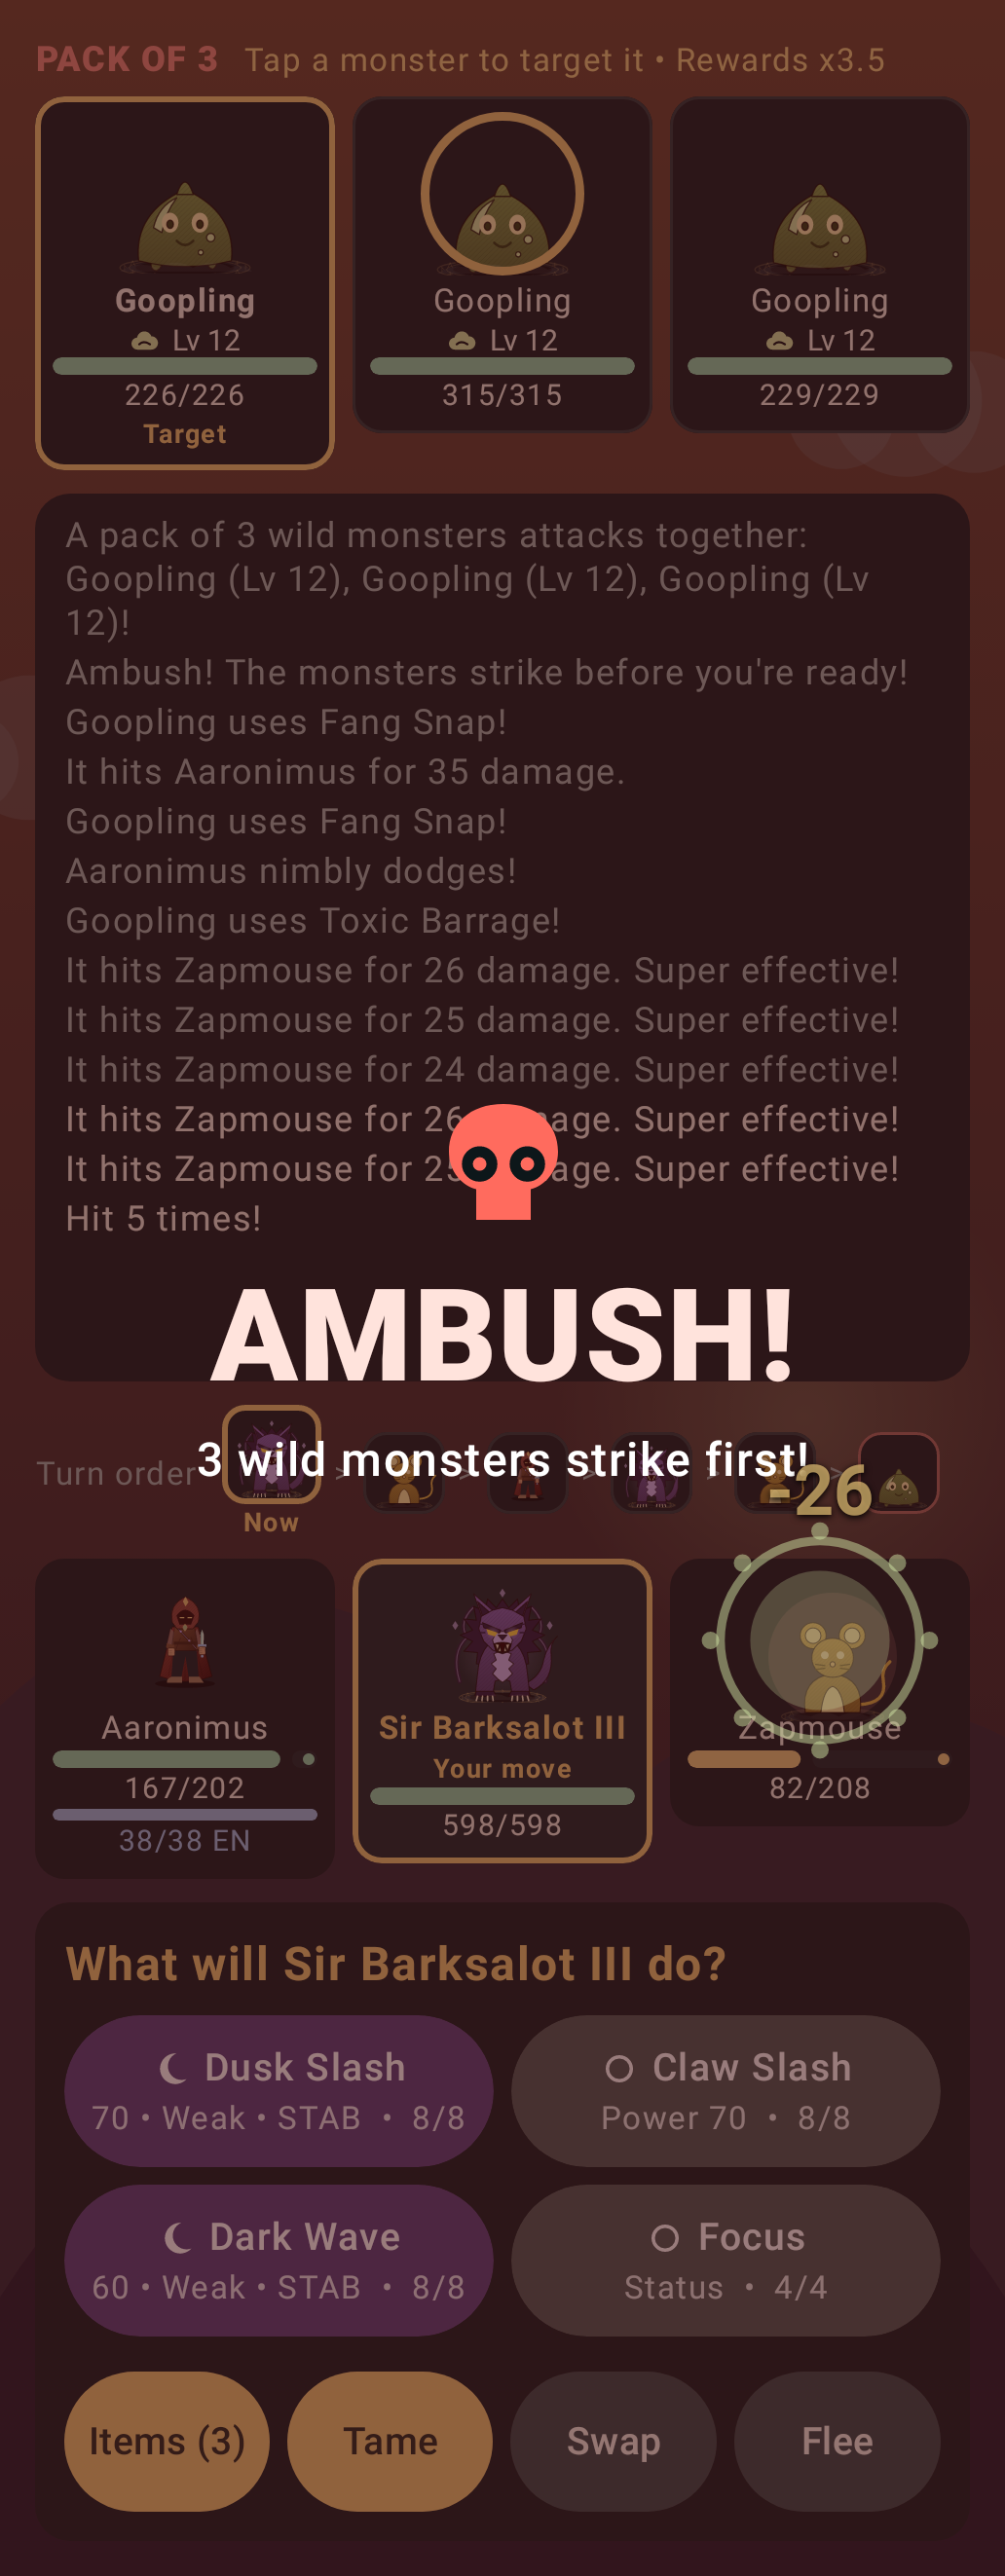 PACK OF 3 Tap a monster to target it • Rewards x3.5
Goopling Goopling Goopling
Lv 12 Lv 12 Lv 12
226/226 315/315 229/229
Target
A pack of 3 wild monsters attacks together:
Goopling (Lv 12), Goopling (Lv 12), Goopling (Lv
12)!
Ambush! The monsters strike before you're ready!
Goopling uses Fang Snap!
It hits Aaronimus for 35 damage.
Goopling uses Fang Snap!
Aaronimus nimbly dodges!
Goopling uses Toxic Barrage!
It hits Zapmouse for 26 damage. Super effective!
It hits Zapmouse for 25 damage. Super effective!
It hits Zapmouse for 24 damage. Super effective!
It hits Zapmouse for 26 damage. Super effective!
It hits Zapmouse for 25 damage. Super effective!
Hit 5 times!
AMBUSH!
3 wild monsters strike first!
Turn order
-26
Now
Aaronimus Sir Barksalot III Zapmouse
Your move
167/202 598/598 82/208
38/38 EN
What will Sir Barksalot III do?
Dusk Slash Claw Slash
70 • Weak • STAB • 8/8 Power 70 • 8/8
Dark Wave Focus
60 • Weak • STAB • 8/8 Status • 4/4
Items (3) Tame Swap Flee